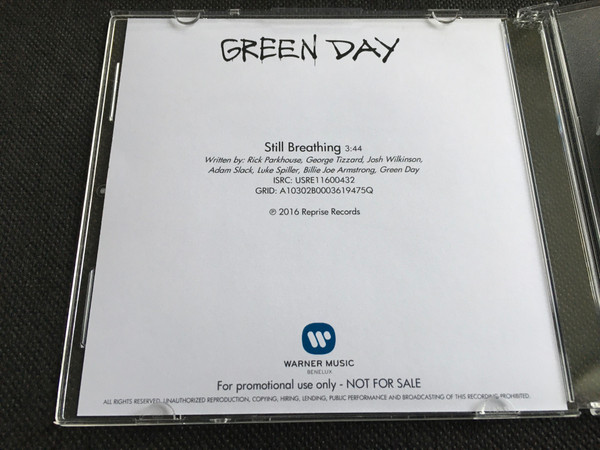 GREEN DAY
Still Breathing 3:44
Written by: Rick Parkhouse, George Tizzard, Josh Wilkinson,
Adam Slack, Luke Spiller, Billie Joe Armstrong, Green Day
ISRC: USRE11600432
GRID: A10302B0003619475Q
℗ 2016 Reprise Records
WARNER MUSIC
BENELUX
For promotional use only - NOT FOR SALE
ALL RIGHTS RESERVED. UNAUTHORIZED REPRODUCTION, COPYING, HIRING, LENDING, PUBLIC PERFORMANCE AND BROADCASTING OF THIS RECORDING PROHIBITED.